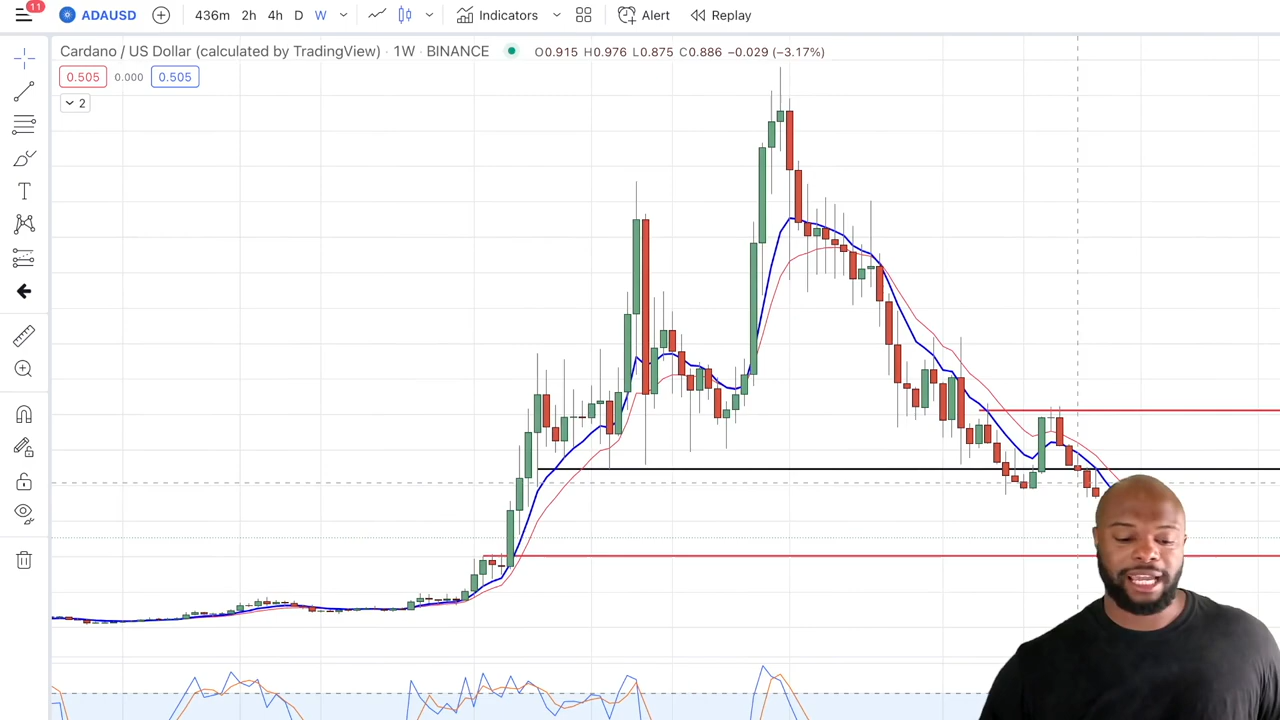 11
ADAUSD 436m 2h 4h D W Indicators Alert Replay
Cardano / US Dollar (calculated by TradingView) · 1W · BINANCE O0.915 H0.976 L0.875 C0.886 −0.029 (−3.17%)
0.505 0.000 0.505
2
T